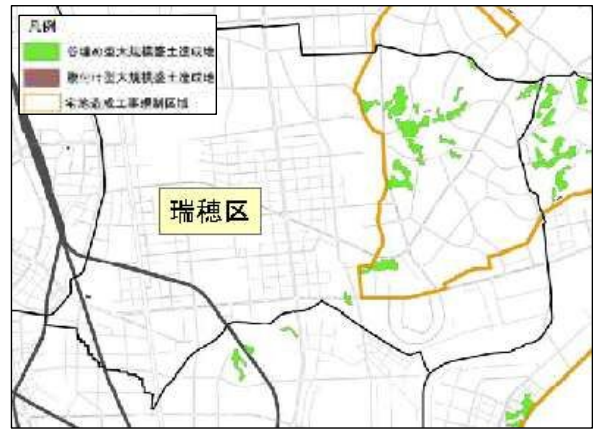 凡例
谷埋め型大規模盛土造成地
腹付け型大規模盛土造成地
宅地造成工事規制区域
瑞穂区